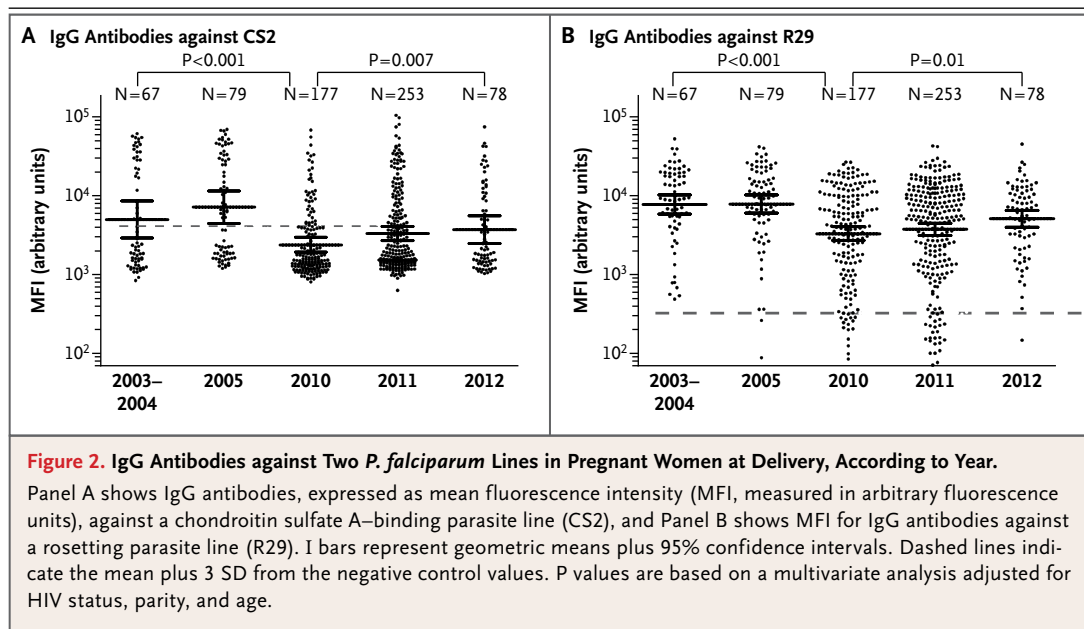 A IgG Antibodies against CS2
P<0.001 P=0.007
N=67 N=79 N=177 N=253 N=78
MFI (arbitrary units)
10⁵
10⁴
10³
10²
2003–
2004
2005 2010 2011 2012
B IgG Antibodies against R29
P<0.001 P=0.01
N=67 N=79 N=177 N=253 N=78
MFI (arbitrary units)
10⁵
10⁴
10³
10²
2003–
2004
2005 2010 2011 2012
Figure 2. IgG Antibodies against Two P. falciparum Lines in Pregnant Women at Delivery, According to Year.
Panel A shows IgG antibodies, expressed as mean fluorescence intensity (MFI, measured in arbitrary fluorescence
units), against a chondroitin sulfate A–binding parasite line (CS2), and Panel B shows MFI for IgG antibodies against
a rosetting parasite line (R29). I bars represent geometric means plus 95% confidence intervals. Dashed lines indi-
cate the mean plus 3 SD from the negative control values. P values are based on a multivariate analysis adjusted for
HIV status, parity, and age.